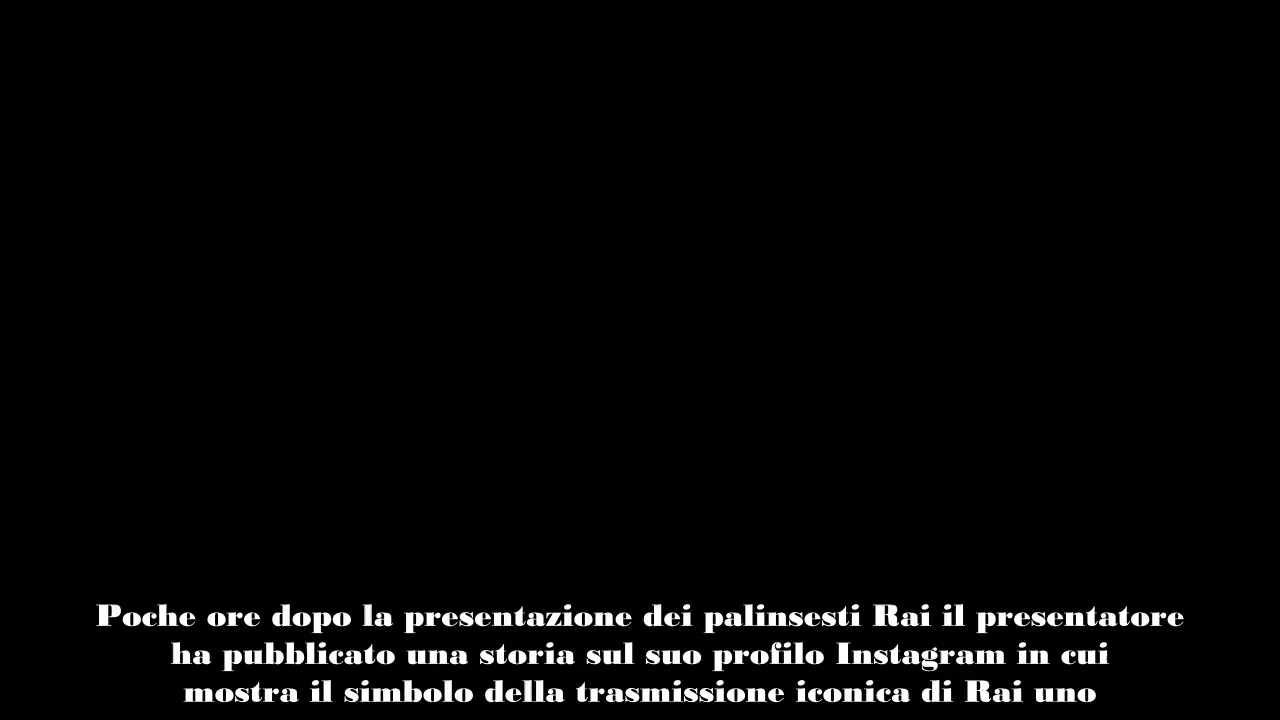 Poche ore dopo la presentazione dei palinsesti Rai il presentatore
ha pubblicato una storia sul suo profilo Instagram in cui
mostra il simbolo della trasmissione iconica di Rai uno